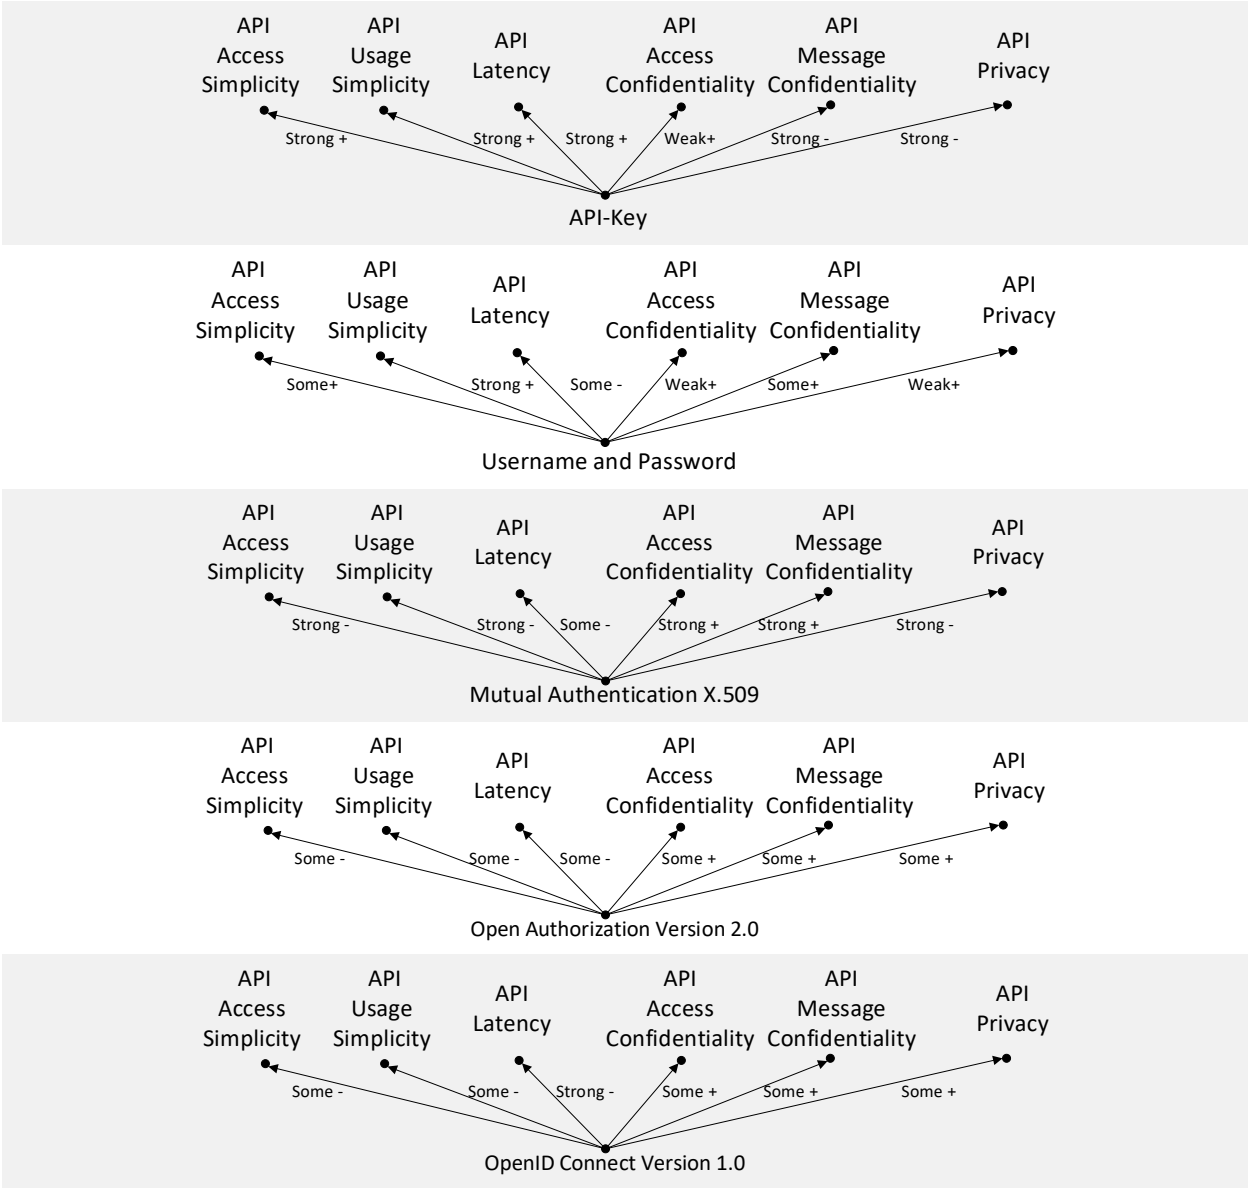 API
Access
Simplicity
API
Usage
Simplicity
API
Latency
API
Access
Confidentiality
API
Message
Confidentiality
API
Privacy
Strong +
Strong +
Strong +
Weak+
Strong -
Strong -
API-Key
API
Access
Simplicity
API
Usage
Simplicity
API
Latency
API
Access
Confidentiality
API
Message
Confidentiality
API
Privacy
Some+
Strong +
Some -
Weak+
Some+
Weak+
Username and Password
API
Access
Simplicity
API
Usage
Simplicity
API
Latency
API
Access
Confidentiality
API
Message
Confidentiality
API
Privacy
Strong -
Strong -
Some -
Strong +
Strong +
Strong -
Mutual Authentication X.509
API
Access
Simplicity
API
Usage
Simplicity
API
Latency
API
Access
Confidentiality
API
Message
Confidentiality
API
Privacy
Some -
Some -
Some -
Some +
Some +
Some +
Open Authorization Version 2.0
API
Access
Simplicity
API
Usage
Simplicity
API
Latency
API
Access
Confidentiality
API
Message
Confidentiality
API
Privacy
Some -
Some -
Strong -
Some +
Some +
Some +
OpenID Connect Version 1.0